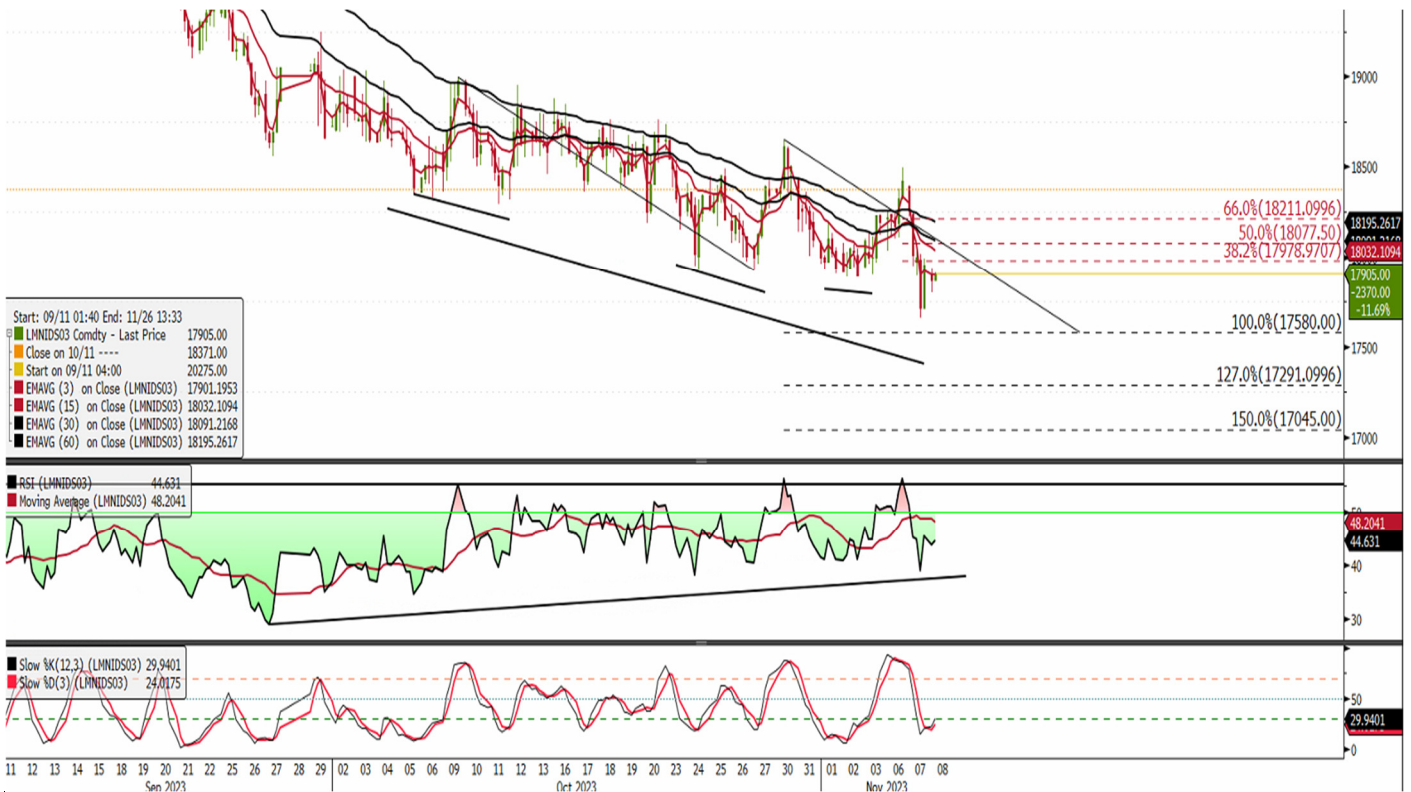 19000
18500
66.0%(18211.0996)
18195.2617
50.0%(18077.50)
18032.1094
38.2%(17978.9707)
17905.00
-2370.00
-11.69%
100.0%(17580.00)
17500
127.0%(17291.0996)
150.0%(17045.00)
17000
Start: 09/11 01:40 End: 11/26 13:33
LMNIDS03 Comdty - Last Price 17905.00
Close on 10/11 ---- 18371.00
Start on 09/11 04:00 20275.00
EMAVG (3) on Close (LMNIDS03) 17901.1953
EMAVG (15) on Close (LMNIDS03) 18032.1094
EMAVG (30) on Close (LMNIDS03) 18091.2168
EMAVG (60) on Close (LMNIDS03) 18195.2617
RSI (LMNIDS03) 44.631
Moving Average (LMNIDS03) 48.2041
48.2041
44.631
40
30
Slow %K(12,3) (LMNIDS03) 29.9401
Slow %D(3) (LMNIDS03) 24.0175
50
29.9401
0
11 12 13 14 15 18 19 20 21 22 25 26 27 28 29 02 03 04 05 06 09 10 11 12 16 17 18 19 20 23 24 25 26 27 30 31 01 02 03 06 07 08
Sep 2023 Oct 2023 Nov 2023